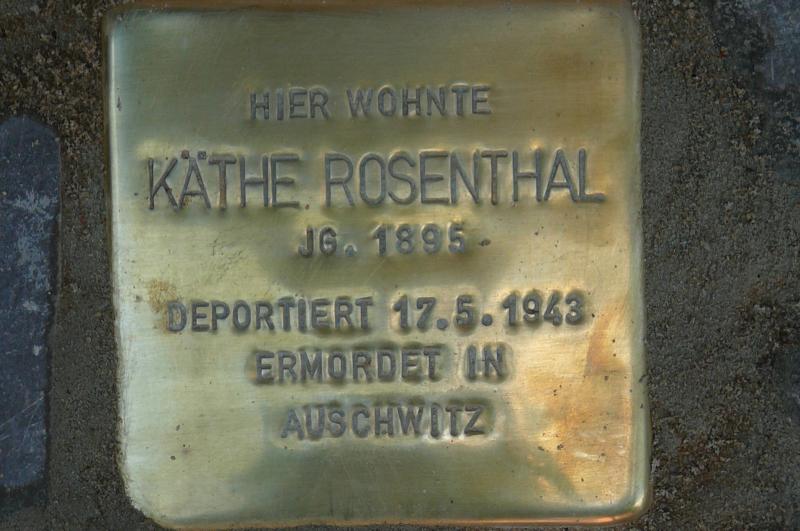 HIER WOHNTE
KÄTHE ROSENTHAL
JG. 1895
DEPORTIERT 17.5.1943
ERMORDET IN
AUSCHWITZ